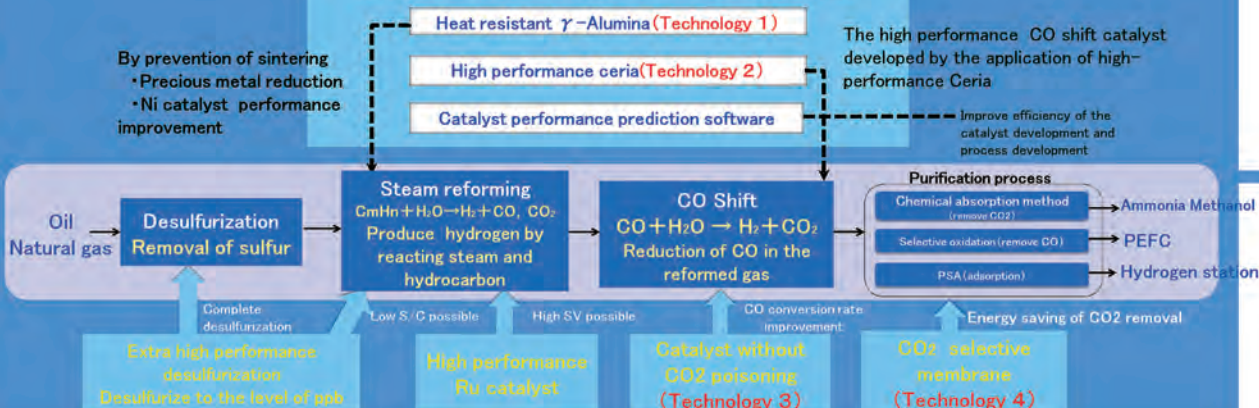 Heat resistant γ-Alumina(Technology 1)
High performance ceria(Technology 2)
Catalyst performance prediction software
By prevention of sintering
・Precious metal reduction
・Ni catalyst performance
improvement
The high performance CO shift catalyst
developed by the application of high-
performance Ceria
Improve efficiency of the
catalyst development and
process development
Oil
Natural gas
Desulfurization
Removal of sulfur
Steam reforming
CmHn+H₂O→H₂+CO, CO₂
Produce hydrogen by
reacting steam and
hydrocarbon
CO Shift
CO+H₂O → H₂+CO₂
Reduction of CO in the
reformed gas
Purification process
Chemical absorption method
(remove CO2)
Selective oxidation(remove CO)
PSA(adsorption)
Ammonia Methanol
PEFC
Hydrogen station
Complete
desulfurization
Low S/C possible
High SV possible
CO conversion rate
improvement
Energy saving of CO2 removal
Extra high performance
desulfurization
Desulfurize to the level of ppb
High performance
Ru catalyst
Catalyst without
CO2 poisoning
(Technology 3)
CO₂ selective
membrane
(Technology 4)